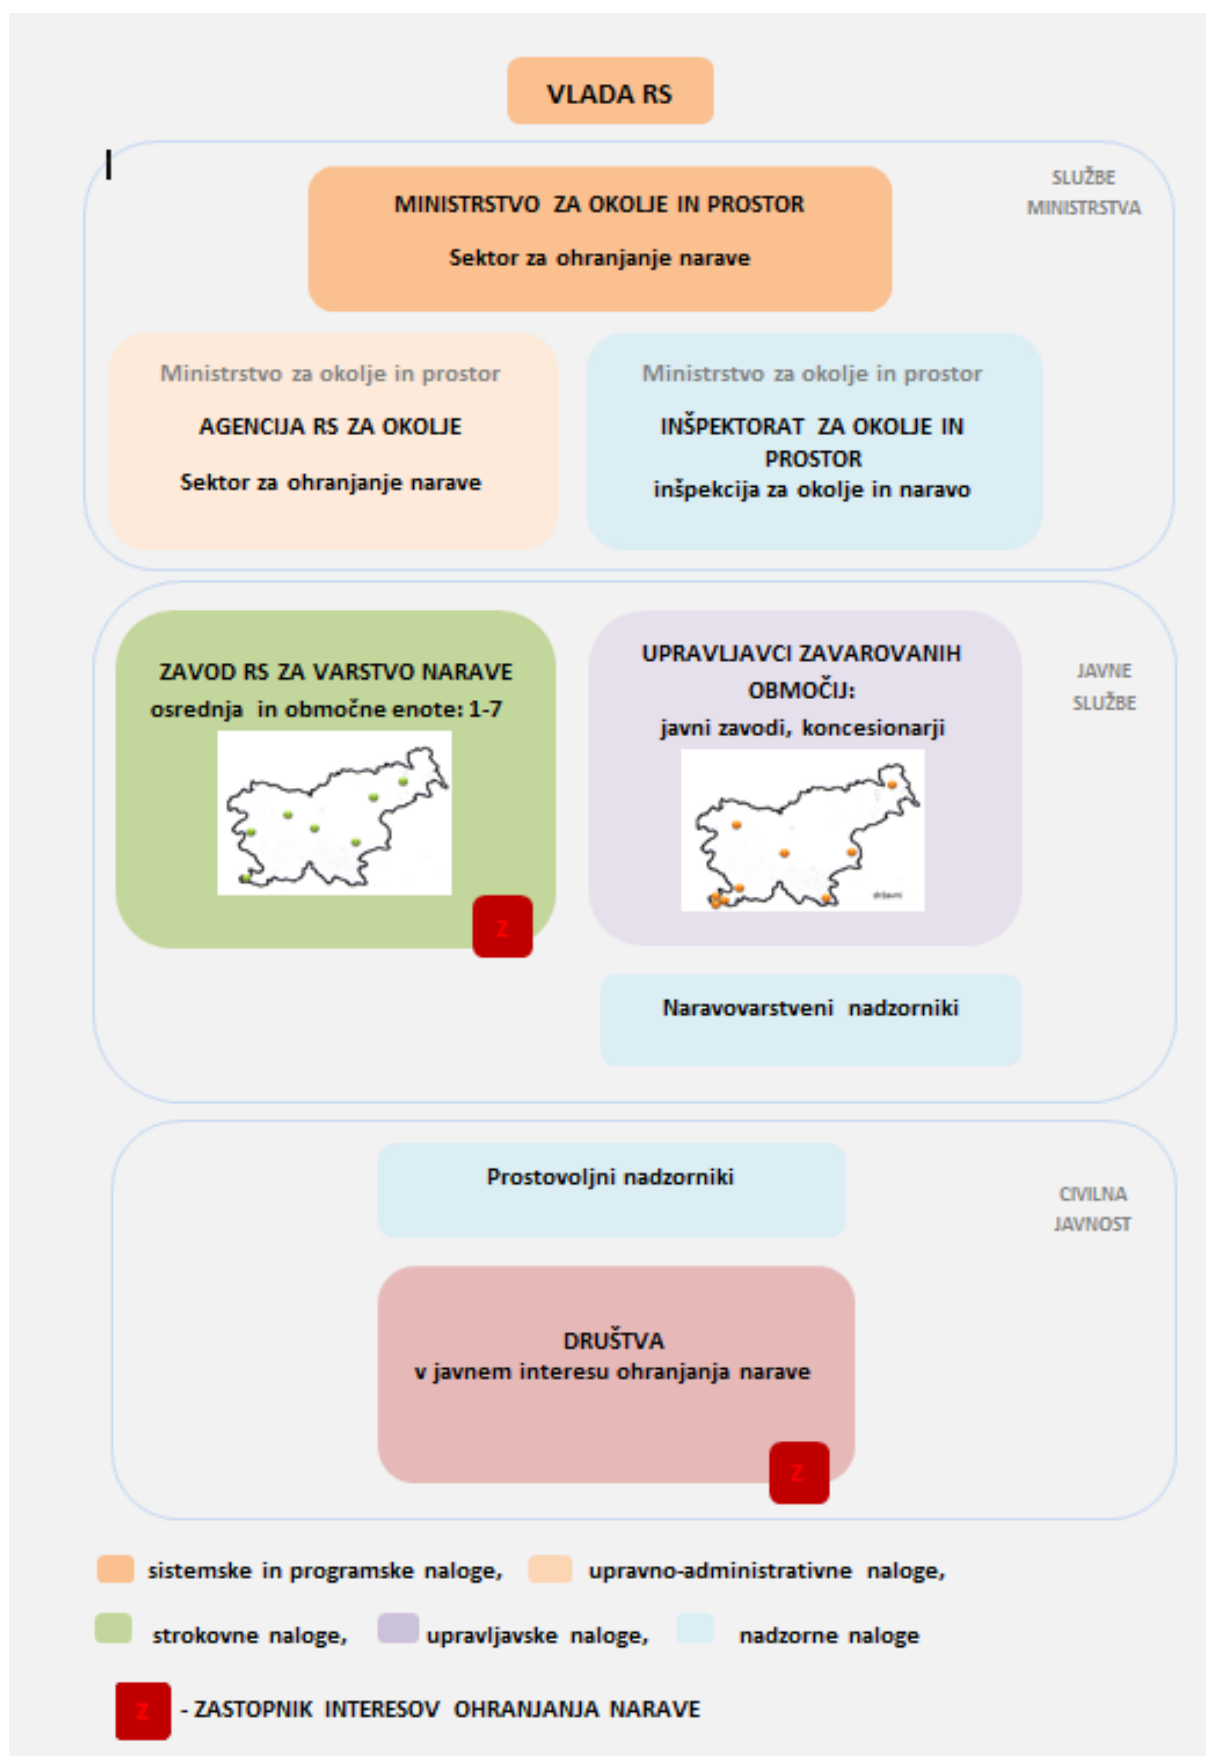 VLADA RS
SLUŽBE
MINISTRSTVA
MINISTRSTVO ZA OKOLJE IN PROSTOR
Sektor za ohranjanje narave
Ministrstvo za okolje in prostor
AGENCIJA RS ZA OKOLJE
Sektor za ohranjanje narave
Ministrstvo za okolje in prostor
INŠPEKTORAT ZA OKOLJE IN
PROSTOR
inšpekcija za okolje in naravo
ZAVOD RS ZA VARSTVO NARAVE
osrednja in območne enote: 1-7
Z
UPRAVLJAVCI ZAVAROVANIH
OBMOČIJ:
javni zavodi, koncesionarji
državni
JAVNE
SLUŽBE
Naravovarstveni nadzorniki
Prostovoljni nadzorniki
CIVILNA
JAVNOST
DRUŠTVA
v javnem interesu ohranjanja narave
Z
sistemske in programske naloge, upravno-administrativne naloge,
strokovne naloge, upravljavske naloge, nadzorne naloge
Z - ZASTOPNIK INTERESOV OHRANJANJA NARAVE